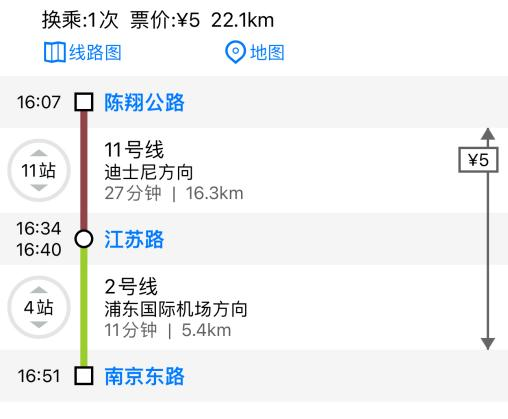 换乘:1次 票价:¥5 22.1km
线路图 地图
16:07 陈翔公路
11号线
11站 迪士尼方向 ¥5
27分钟 | 16.3km
16:34
16:40 江苏路
2号线
4站 浦东国际机场方向
11分钟 | 5.4km
16:51 南京东路